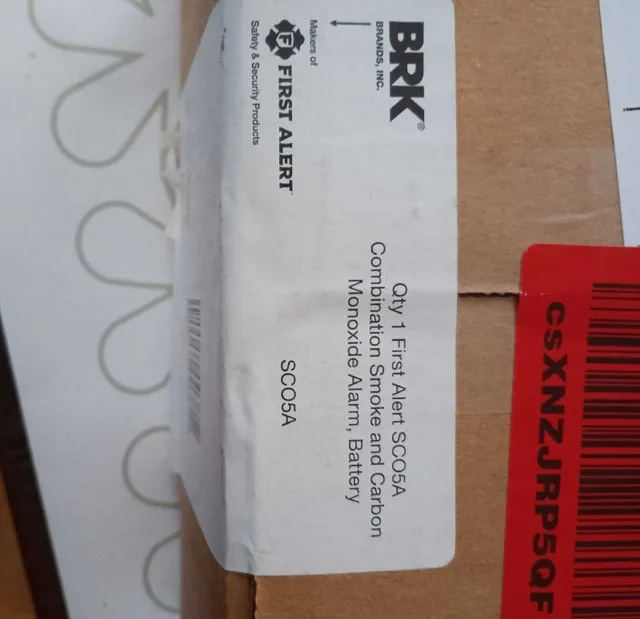 BRK®
BRANDS, INC.
Makers of
FIRST ALERT
Safety & Security Products
Qty 1 First Alert SCO5A
Combination Smoke and Carbon
Monoxide Alarm, Battery
SCO5A
csXNZJRP5QF